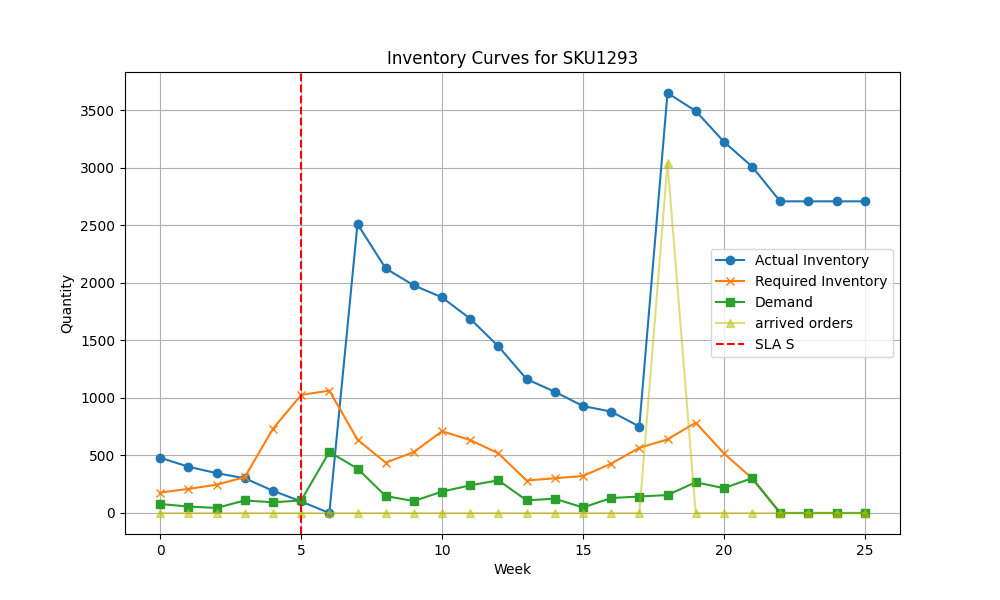 Inventory Curves for SKU1293
Quantity
3500
3000
2500
2000
1500
1000
500
0
Actual Inventory
Required Inventory
Demand
arrived orders
SLA S
0 5 10 15 20 25
Week